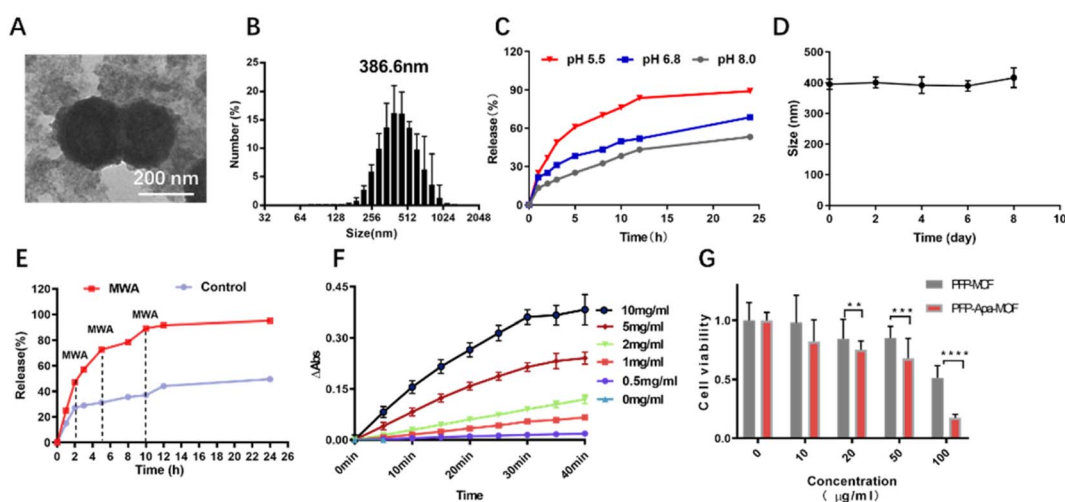 A
200 nm
B
386.6nm
Number (%)
25
20
15
10
5
0
32 64 128 256 512 1024 2048
Size(nm)
C
pH 5.5 pH 6.8 pH 8.0
Release(%)
120
90
60
30
0
0 5 10 15 20 25
Time(h)
D
Size (nm)
500
400
300
200
100
0
0 2 4 6 8 10
Time (day)
E
MWA Control
Release(%)
120
100
80
60
40
20
0
MWA
MWA
MWA
0 2 4 6 8 10 12 14 16 18 20 22 24 26
Time (h)
F
ΔAbs
0.45
0.30
0.15
0.00
0min 10min 20min 30min 40min
Time
10mg/ml
5mg/ml
2mg/ml
1mg/ml
0.5mg/ml
0mg/ml
G
PFP-MOF
PFP-Apa-MOF
Cell viability
1.5
1.0
0.5
0.0
**
***
****
0 10 20 50 100
Concentration
( μg/ml )